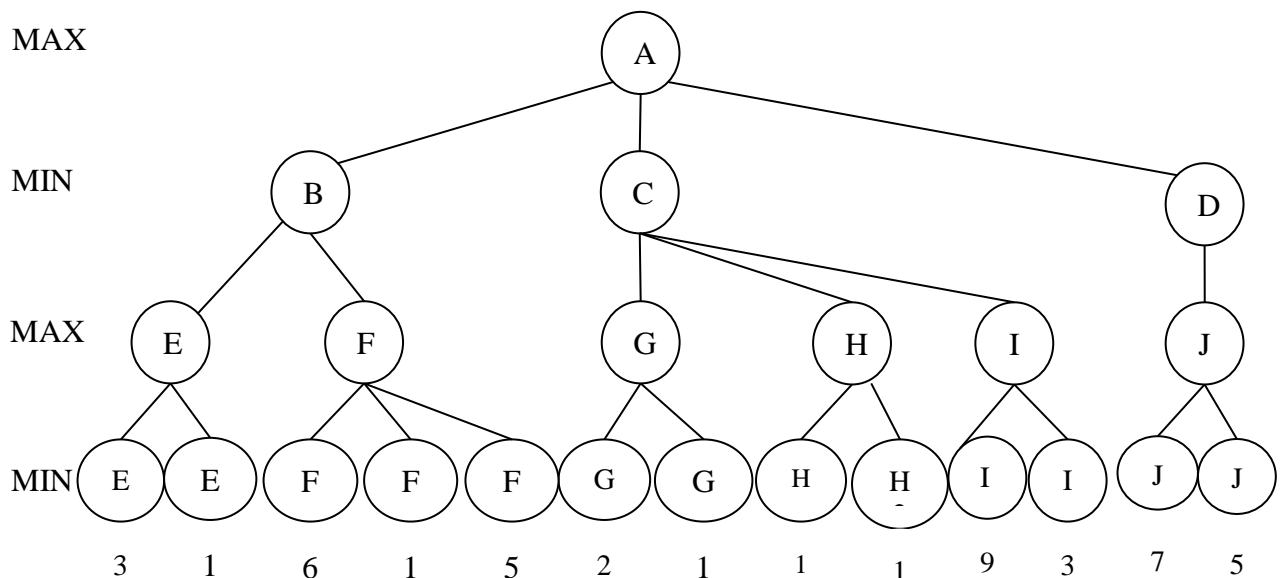 MAX A
MIN B C D
MAX E F G H I J
MIN E E F F F G G H H I I J J
3 1 6 1 5 2 1 1 1 9 3 7 5